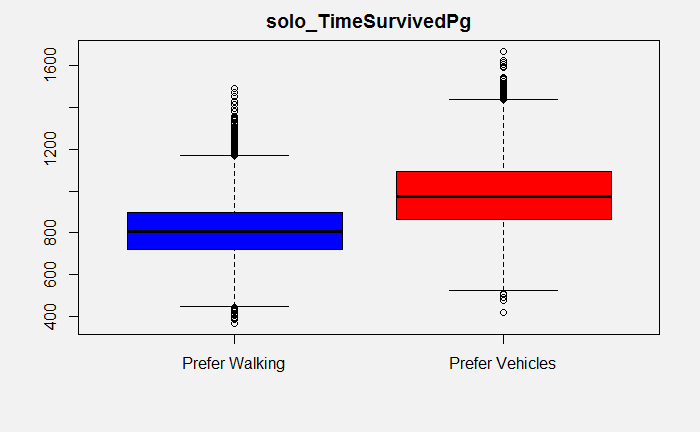 solo_TimeSurvivedPg
1600
1200
800
600
400
Prefer Walking
Prefer Vehicles